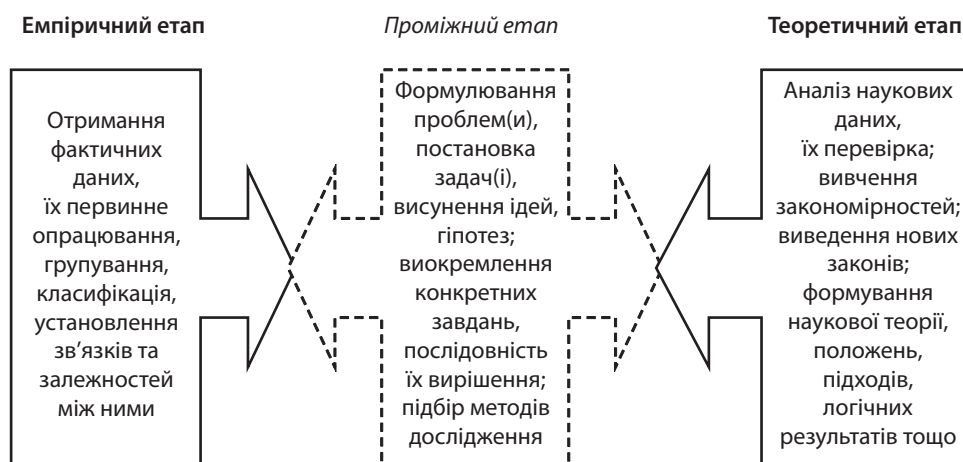 Емпіричний етап
Отримання
фактичних
даних,
їх первинне
опрацювання,
групування,
класифікація,
установлення
зв’язків та
залежностей
між ними
Проміжний етап
Формулювання
проблем(и),
постановка
задач(і),
висунення ідей,
гіпотез;
виокремлення
конкретних
завдань,
послідовність
їх вирішення;
підбір методів
дослідження
Теоретичний етап
Аналіз наукових
даних,
їх перевірка;
вивчення
закономірностей;
виведення нових
законів;
формування
наукової теорії,
положень,
підходів,
логічних
результатів тощо